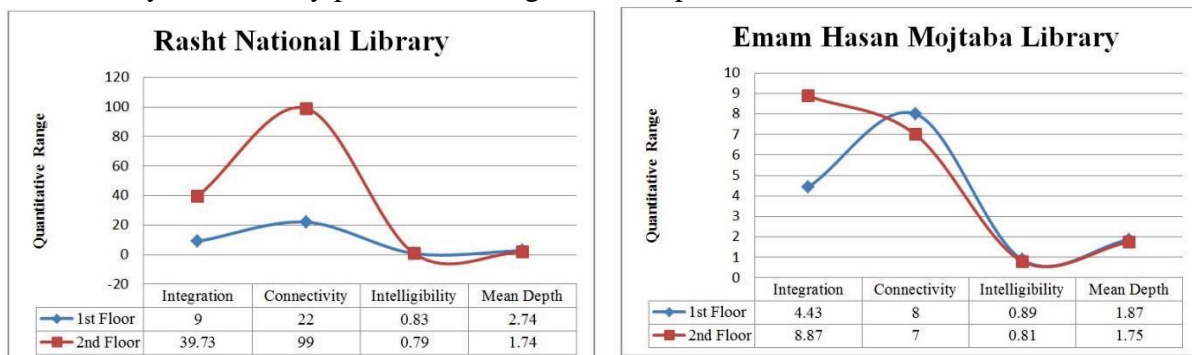 Rasht National Library
Quantitative Range
120
100
80
60
40
20
0
-20
Integration Connectivity Intelligibility Mean Depth
1st Floor 9 22 0.83 2.74
2nd Floor 39.73 99 0.79 1.74
Emam Hasan Mojtaba Library
Quantitative Range
10
9
8
7
6
5
4
3
2
1
0
Integration Connectivity Intelligibility Mean Depth
1st Floor 4.43 8 0.89 1.87
2nd Floor 8.87 7 0.81 1.75